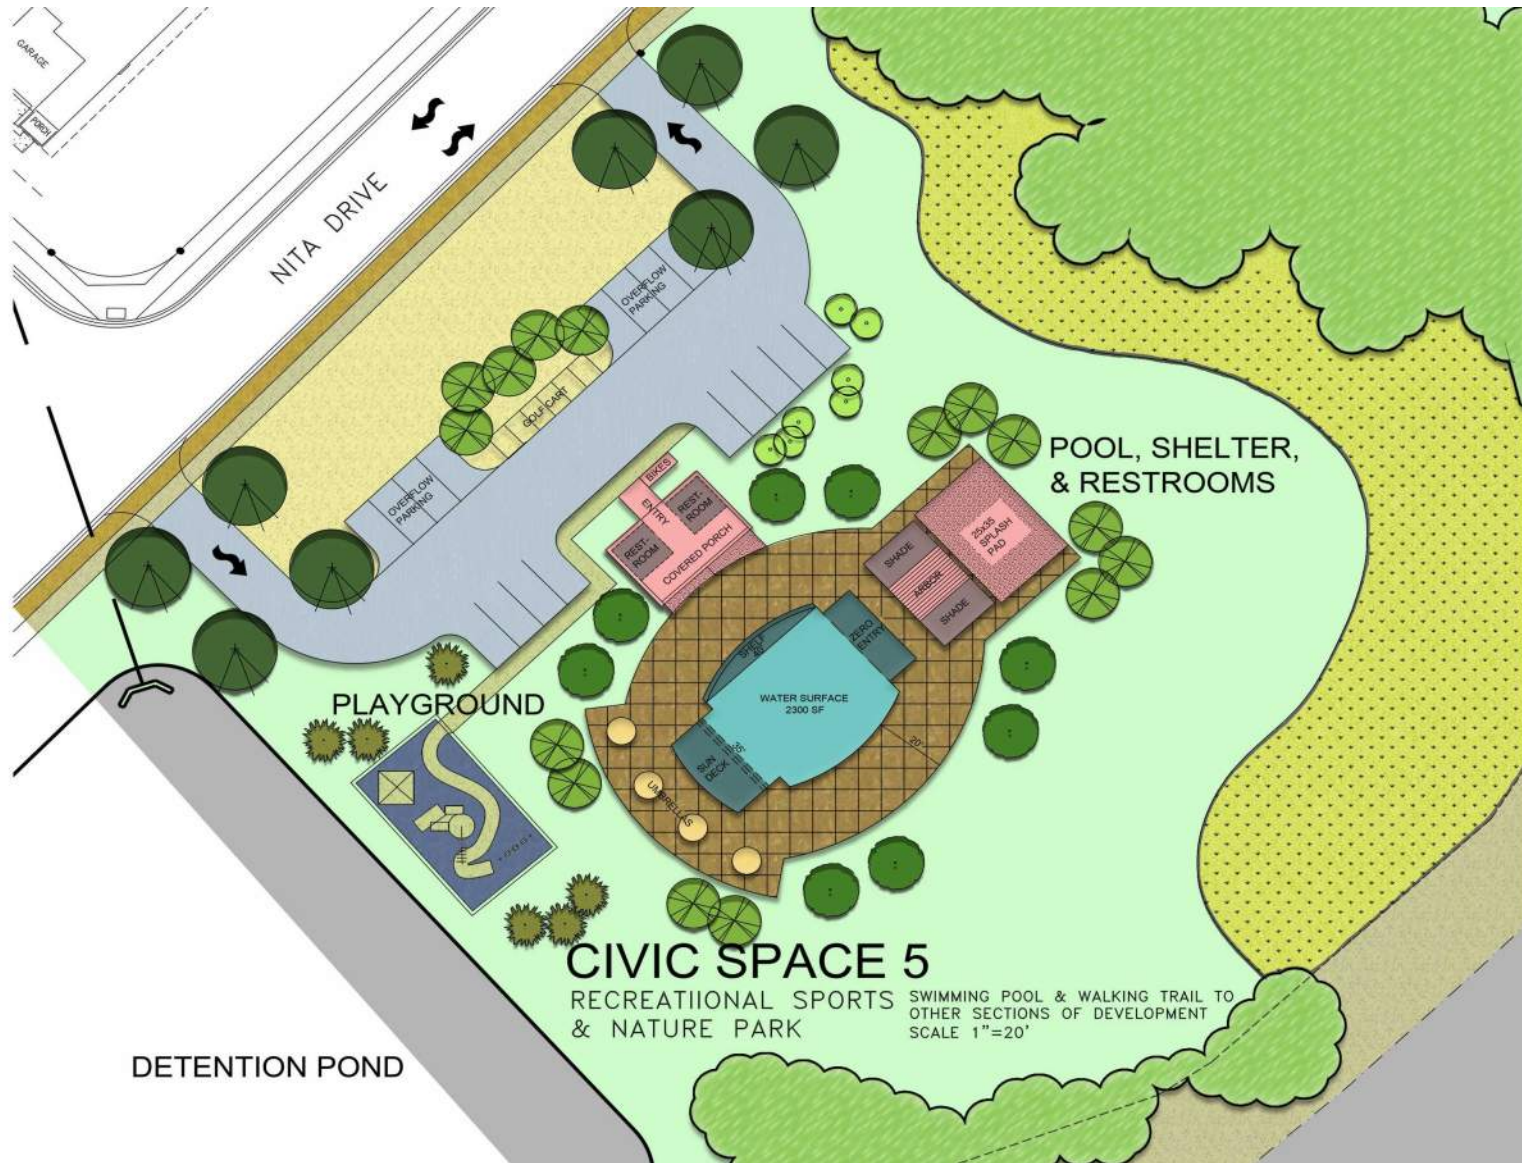 GARAGE
PORCH
NITA DRIVE
OVERFLOW
PARKING
GOLF CART
OVERFLOW
PARKING
BIKES
ENTRY
REST-
ROOM
REST-
ROOM
COVERED PORCH
POOL, SHELTER,
& RESTROOMS
25x35
SPLASH
PAD
SHADE
ARBOR
SHADE
ZERO
ENTRY
SHELF
40'
WATER SURFACE
2300 SF
20'
SUN
DECK
UMBRELLAS
PLAYGROUND
CIVIC SPACE 5
RECREATIIONAL SPORTS
& NATURE PARK
SWIMMING POOL & WALKING TRAIL TO
OTHER SECTIONS OF DEVELOPMENT
SCALE 1"=20'
DETENTION POND